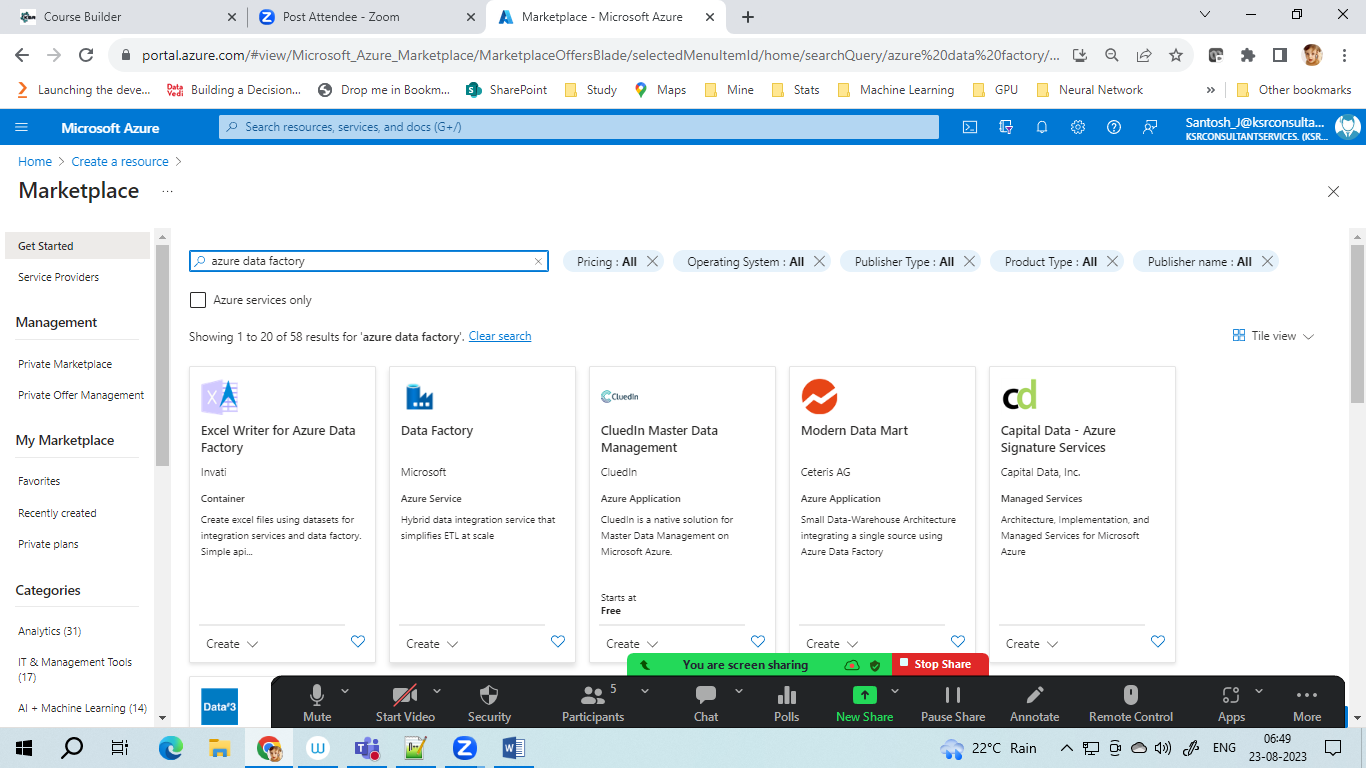 Course Builder
Post Attendee - Zoom
Marketplace - Microsoft Azure
portal.azure.com/#view/Microsoft_Azure_Marketplace/MarketplaceOffersBlade/selectedMenuItemId/home/searchQuery/azure%20data%20factory/...
Launching the deve...
Data Vedi
Building a Decision...
Drop me in Bookm...
SharePoint
Study
Maps
Mine
Stats
Machine Learning
GPU
Neural Network
»
Other bookmarks
Microsoft Azure
Search resources, services, and docs (G+/)
Santosh_J@ksrconsulta...
KSRCONSULTANTSERVICES. (KSR...
Home > Create a resource >
Marketplace ...
Get Started
Service Providers
Management
Private Marketplace
Private Offer Management
My Marketplace
Favorites
Recently created
Private plans
Categories
Analytics (31)
IT & Management Tools
(17)
AI + Machine Learning (14)
azure data factory
Pricing : All
Operating System : All
Publisher Type : All
Product Type : All
Publisher name : All
Azure services only
Showing 1 to 20 of 58 results for 'azure data factory'. Clear search
Tile view
Excel Writer for Azure Data
Factory
Invati
Container
Create excel files using datasets for
integration services and data factory.
Simple api...
Create
Data Factory
Microsoft
Azure Service
Hybrid data integration service that
simplifies ETL at scale
Create
CluedIn
CluedIn Master Data
Management
CluedIn
Azure Application
CluedIn is a native solution for
Master Data Management on
Microsoft Azure.
Starts at
Free
Create
Modern Data Mart
Ceteris AG
Azure Application
Small Data-Warehouse Architecture
integrating a single source using
Azure Data Factory
Create
cd
Capital Data - Azure
Signature Services
Capital Data, Inc.
Managed Services
Architecture, Implementation, and
Managed Services for Microsoft
Azure
Create
Data#3
You are screen sharing
Stop Share
Mute
Start Video
Security
5
Participants
Chat
Polls
New Share
Pause Share
Annotate
Remote Control
Apps
More
22°C Rain
ENG
06:49
23-08-2023